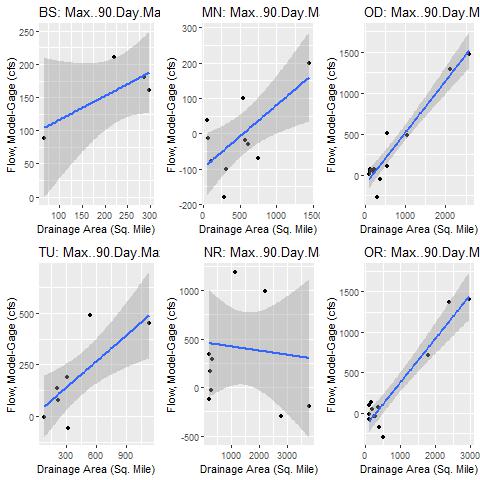 BS: Max..90.Day.Ma
MN: Max..90.Day.M
OD: Max..90.Day.M
Flow, Model-Gage (cfs)
250
200
150
100
50
0
100
150
200
250
300
Drainage Area (Sq. Mile)
Flow, Model-Gage (cfs)
300
200
100
0
-100
-200
0
500
1000
150
Drainage Area (Sq. Mile)
Flow, Model-Gage (cfs)
1500
1000
500
0
0
1000
2000
Drainage Area (Sq. Mile)
TU: Max..90.Day.Ma
NR: Max..90.Day.M
OR: Max..90.Day.M
Flow, Model-Gage (cfs)
500
250
0
300
600
900
Drainage Area (Sq. Mile)
Flow, Model-Gage (cfs)
1000
500
0
-500
1000
2000
3000
Drainage Area (Sq. Mile)
Flow, Model-Gage (cfs)
1500
1000
500
0
0
1000
2000
3000
Drainage Area (Sq. Mile)